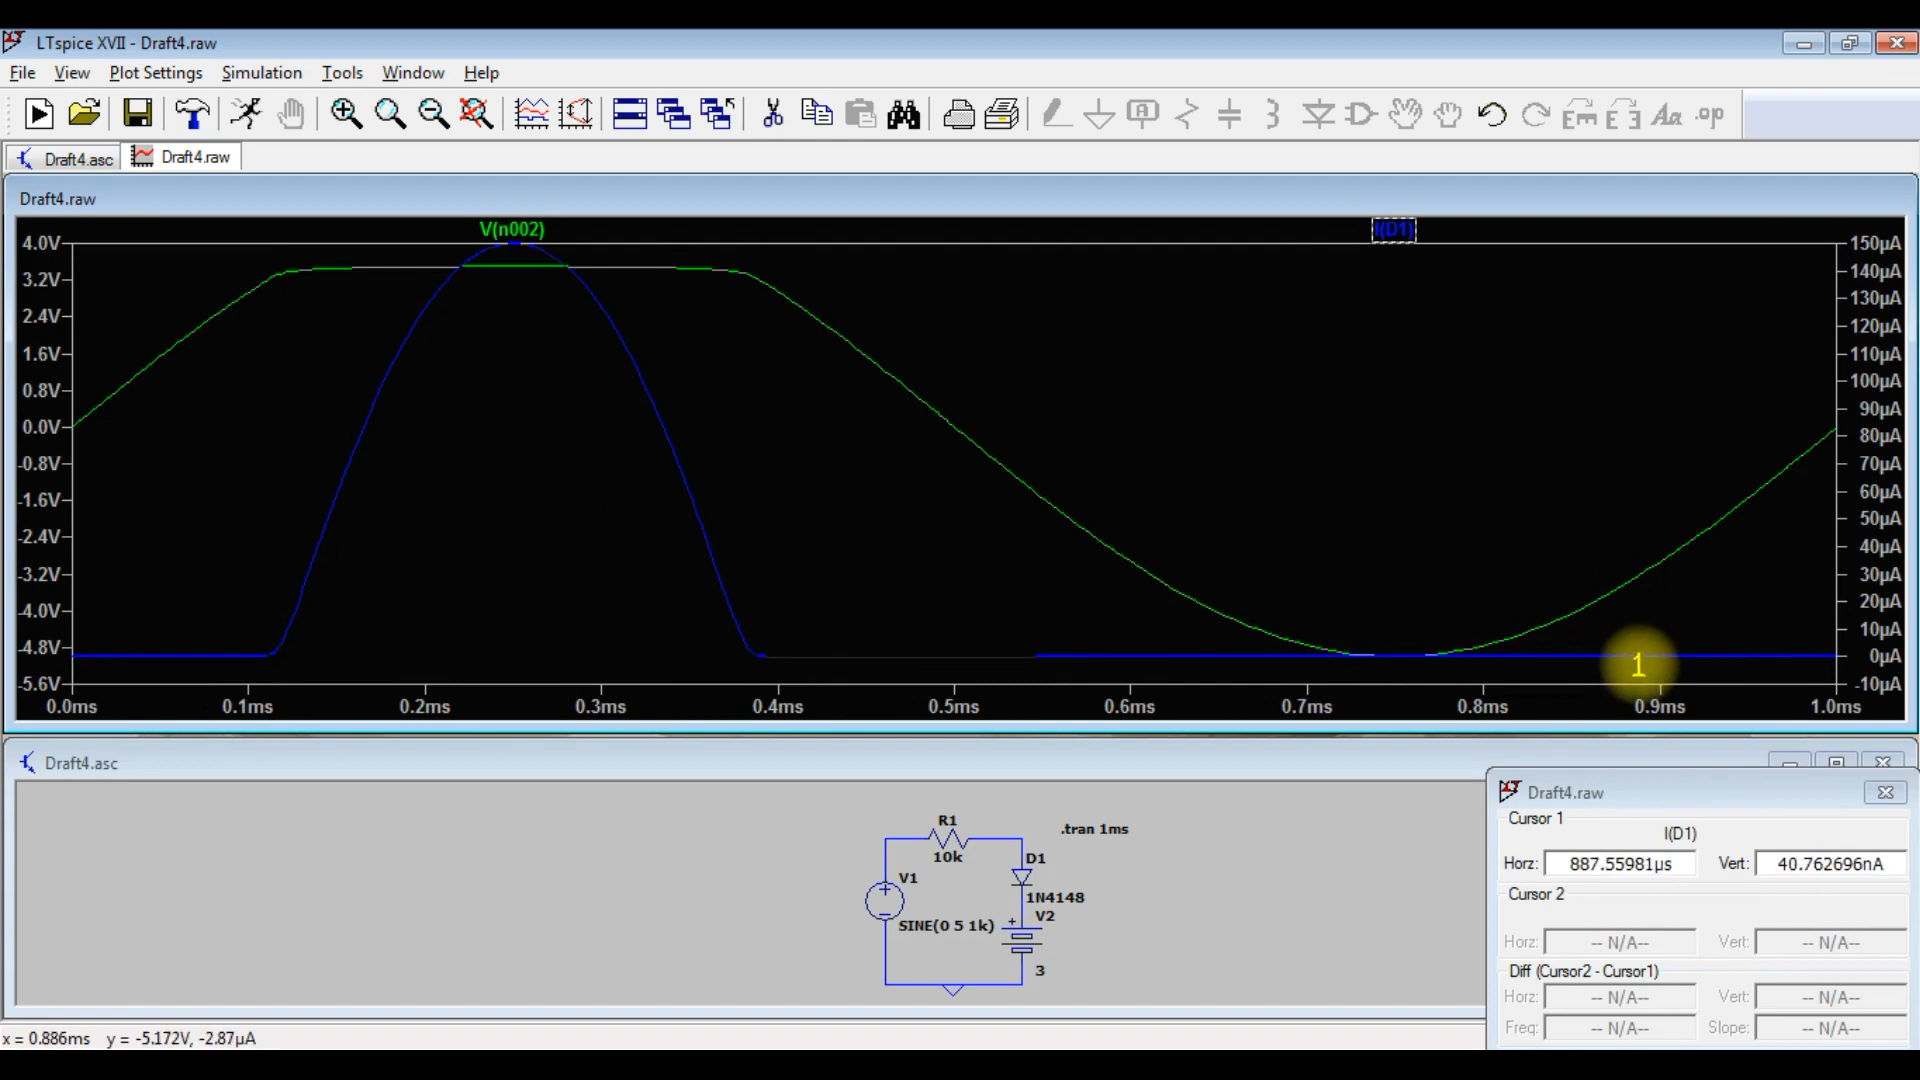 LTspice XVII - Draft4.raw
File View Plot Settings Simulation Tools Window Help
Aa .op
Draft4.asc Draft4.raw
Draft4.raw
V(n002) I(D1)
4.0V 150µA
140µA
3.2V 130µA
2.4V 120µA
1.6V 110µA
0.8V 100µA
90µA
0.0V 80µA
-0.8V 70µA
-1.6V 60µA
50µA
-2.4V 40µA
-3.2V 30µA
-4.0V 20µA
10µA
-4.8V 0µA
1
-5.6V -10µA
0.0ms 0.1ms 0.2ms 0.3ms 0.4ms 0.5ms 0.6ms 0.7ms 0.8ms 0.9ms 1.0ms
Draft4.asc
R1
10k
.tran 1ms
D1
1N4148
V1
SINE(0 5 1k)
V2
3
Draft4.raw
Cursor 1
I(D1)
Horz: 887.55981µs Vert: 40.762696nA
Cursor 2
Horz: -- N/A-- Vert: -- N/A--
Diff (Cursor2 - Cursor1)
Horz: -- N/A-- Vert: -- N/A--
Freq: -- N/A-- Slope: -- N/A--
x = 0.886ms y = -5.172V, -2.87µA